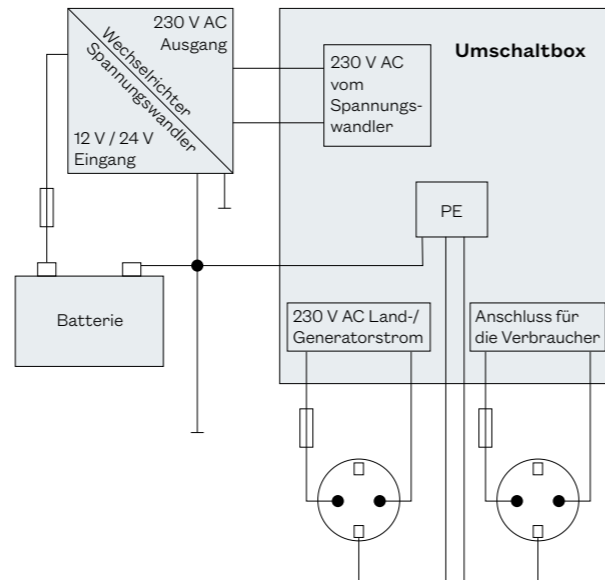 230 V AC
Ausgang
Wechselrichter
Spannungswandler
12 V / 24 V
Eingang
Umschaltbox
230 V AC
vom
Spannungs-
wandler
PE
Batterie
230 V AC Land-/
Generatorstrom
Anschluss für
die Verbraucher